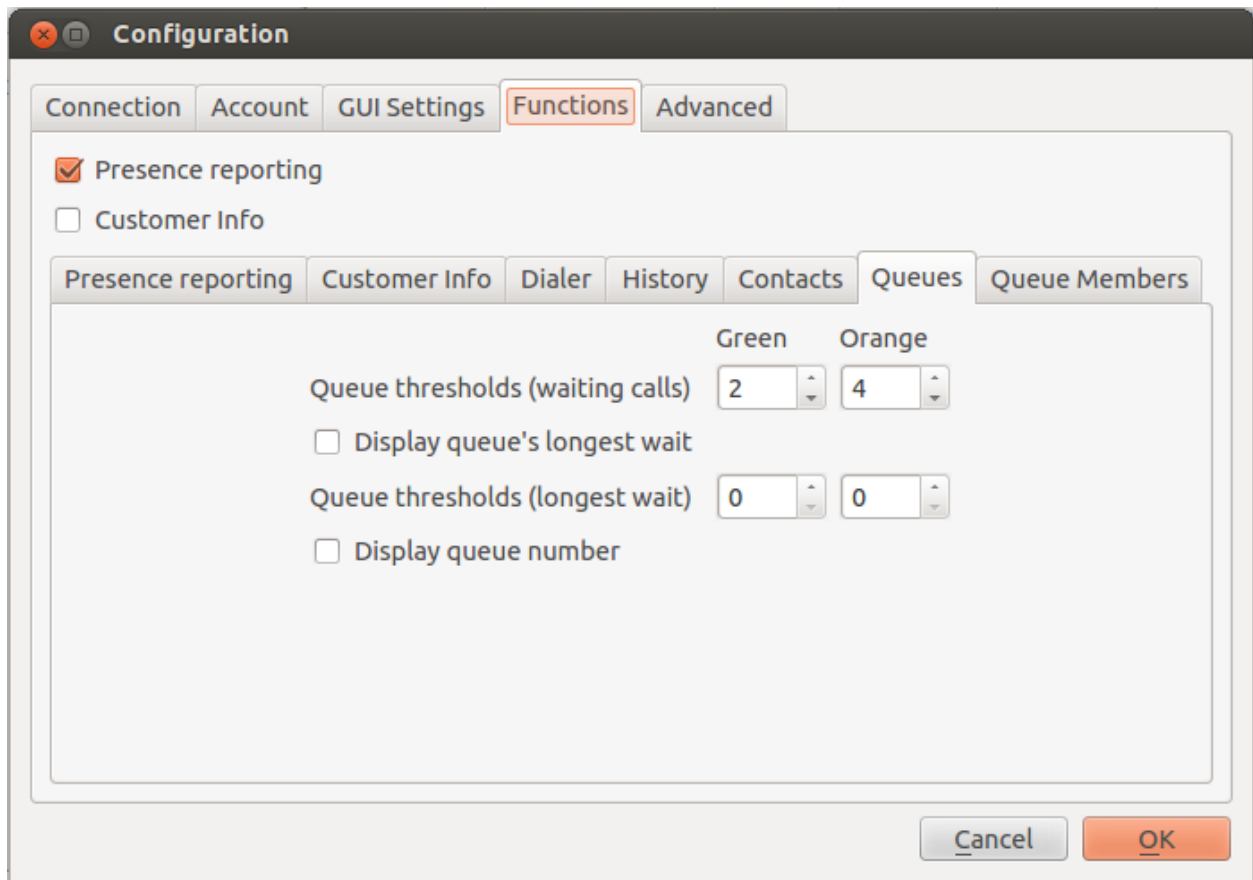 Configuration
Connection Account GUI Settings Functions Advanced
Presence reporting
Customer Info
Presence reporting Customer Info Dialer History Contacts Queues Queue Members
Green Orange
Queue thresholds (waiting calls) 2 4
Display queue's longest wait
Queue thresholds (longest wait) 0 0
Display queue number
Cancel OK